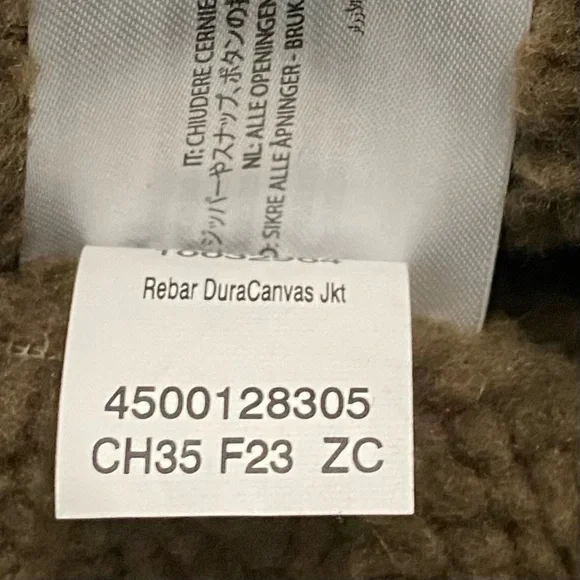 IT: CHIUDERE CERNIE
ジッパーやスナップ、ボタンの
NL: ALLE OPENINGEN
: SIKRE ALLE ÅPNINGER - BRUK
Rebar DuraCanvas Jkt
4500128305
CH35 F23 ZC